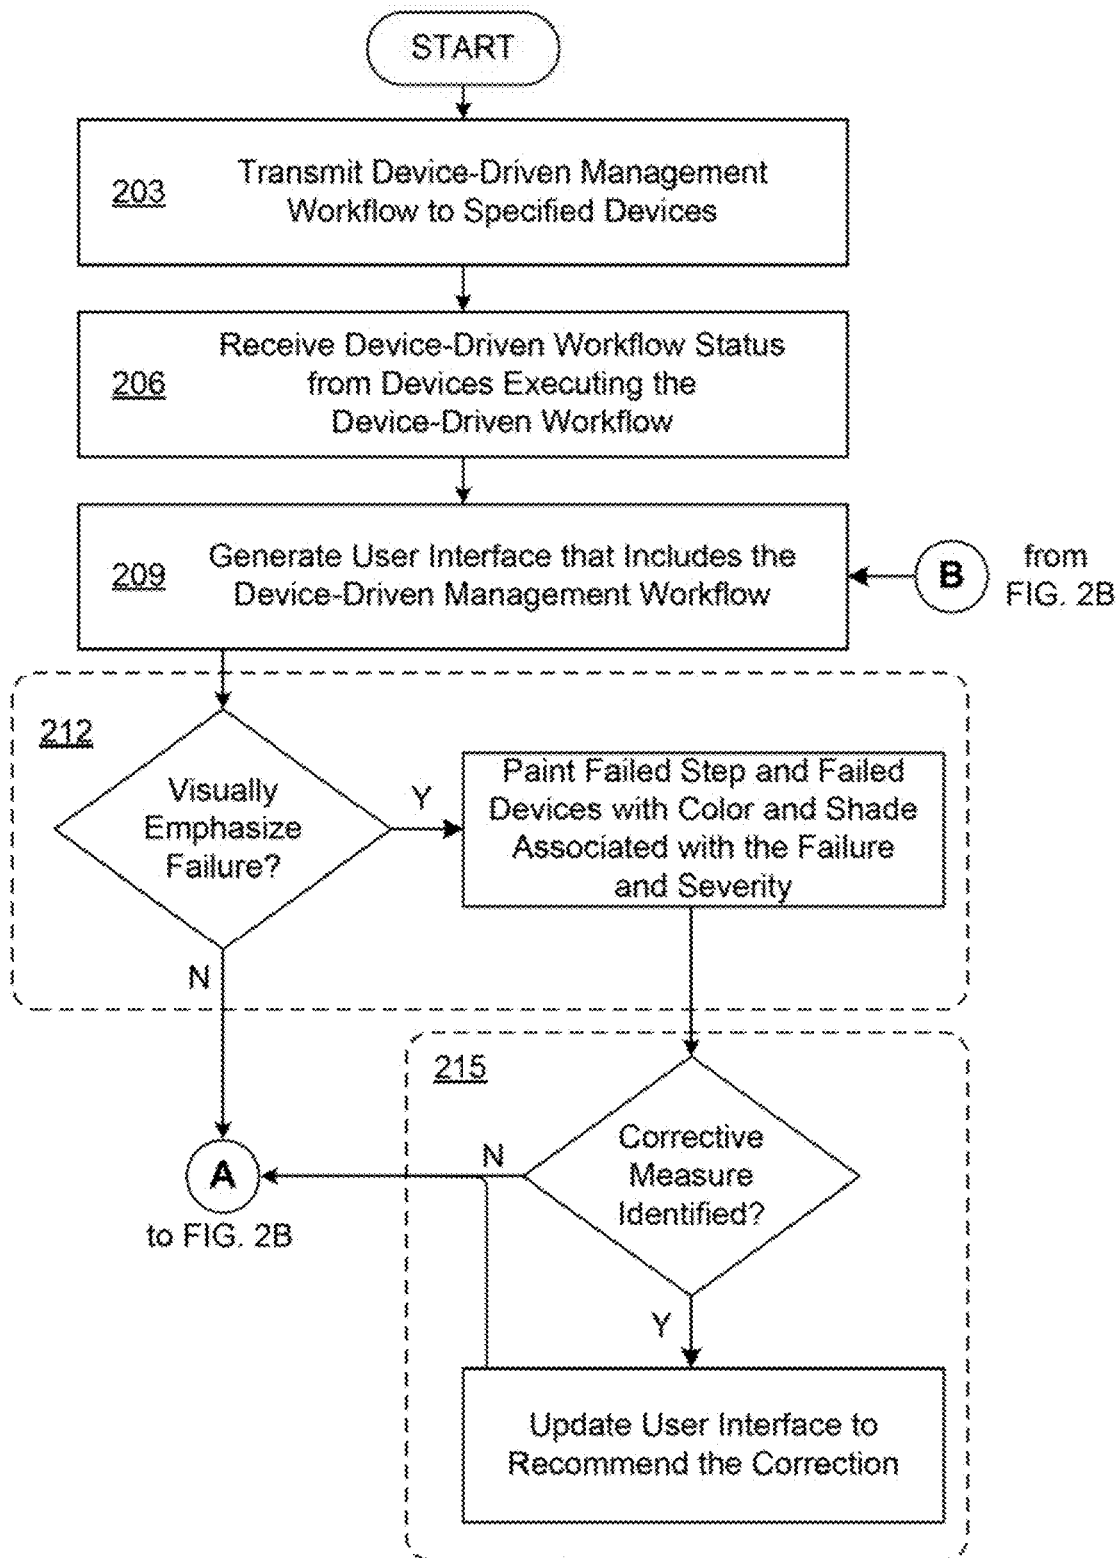 START
203
Transmit Device-Driven Management
Workflow to Specified Devices
206
Receive Device-Driven Workflow Status
from Devices Executing the
Device-Driven Workflow
209
Generate User Interface that Includes the
Device-Driven Management Workflow
B
from
FIG. 2B
212
Visually
Emphasize
Failure?
Y
Paint Failed Step and Failed
Devices with Color and Shade
Associated with the Failure
and Severity
N
215
Corrective
Measure
Identified?
N
A
to FIG. 2B
Y
Update User Interface to
Recommend the Correction